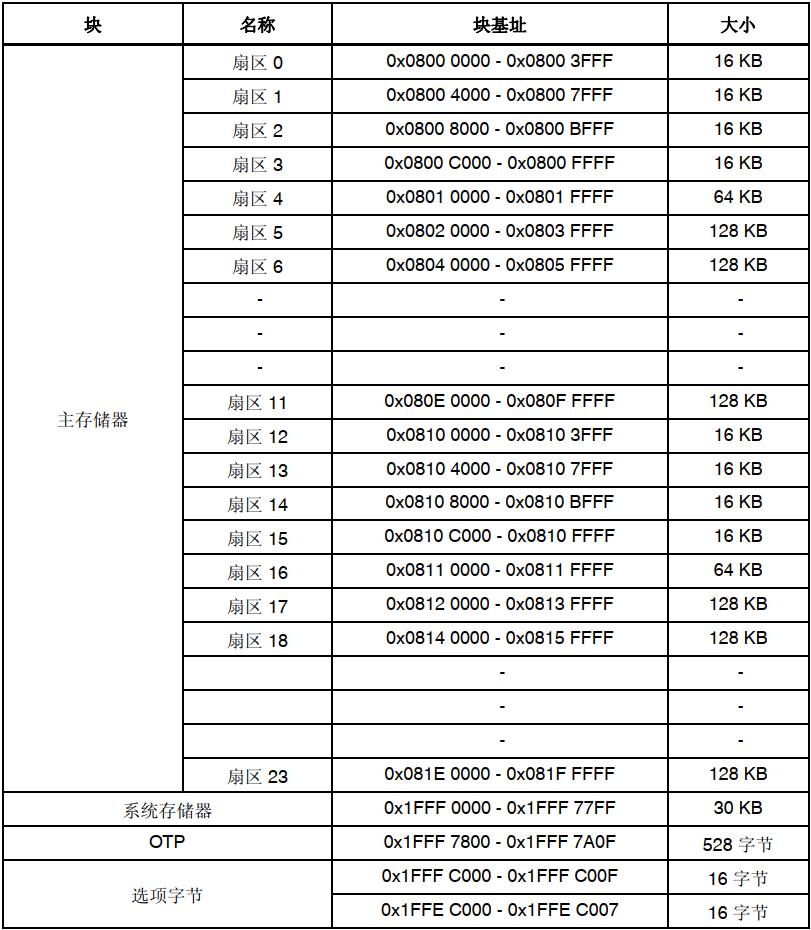 块 名称 块基址 大小
扇区 0 0x0800 0000 - 0x0800 3FFF 16 KB
扇区 1 0x0800 4000 - 0x0800 7FFF 16 KB
扇区 2 0x0800 8000 - 0x0800 BFFF 16 KB
扇区 3 0x0800 C000 - 0x0800 FFFF 16 KB
扇区 4 0x0801 0000 - 0x0801 FFFF 64 KB
扇区 5 0x0802 0000 - 0x0803 FFFF 128 KB
扇区 6 0x0804 0000 - 0x0805 FFFF 128 KB
- - -
- - -
- - -
主存储器 扇区 11 0x080E 0000 - 0x080F FFFF 128 KB
扇区 12 0x0810 0000 - 0x0810 3FFF 16 KB
扇区 13 0x0810 4000 - 0x0810 7FFF 16 KB
扇区 14 0x0810 8000 - 0x0810 BFFF 16 KB
扇区 15 0x0810 C000 - 0x0810 FFFF 16 KB
扇区 16 0x0811 0000 - 0x0811 FFFF 64 KB
扇区 17 0x0812 0000 - 0x0813 FFFF 128 KB
扇区 18 0x0814 0000 - 0x0815 FFFF 128 KB
- -
- -
- -
扇区 23 0x081E 0000 - 0x081F FFFF 128 KB
系统存储器 0x1FFF 0000 - 0x1FFF 77FF 30 KB
OTP 0x1FFF 7800 - 0x1FFF 7A0F 528 字节
选项字节 0x1FFF C000 - 0x1FFF C00F 16 字节
0x1FFE C000 - 0x1FFE C007 16 字节